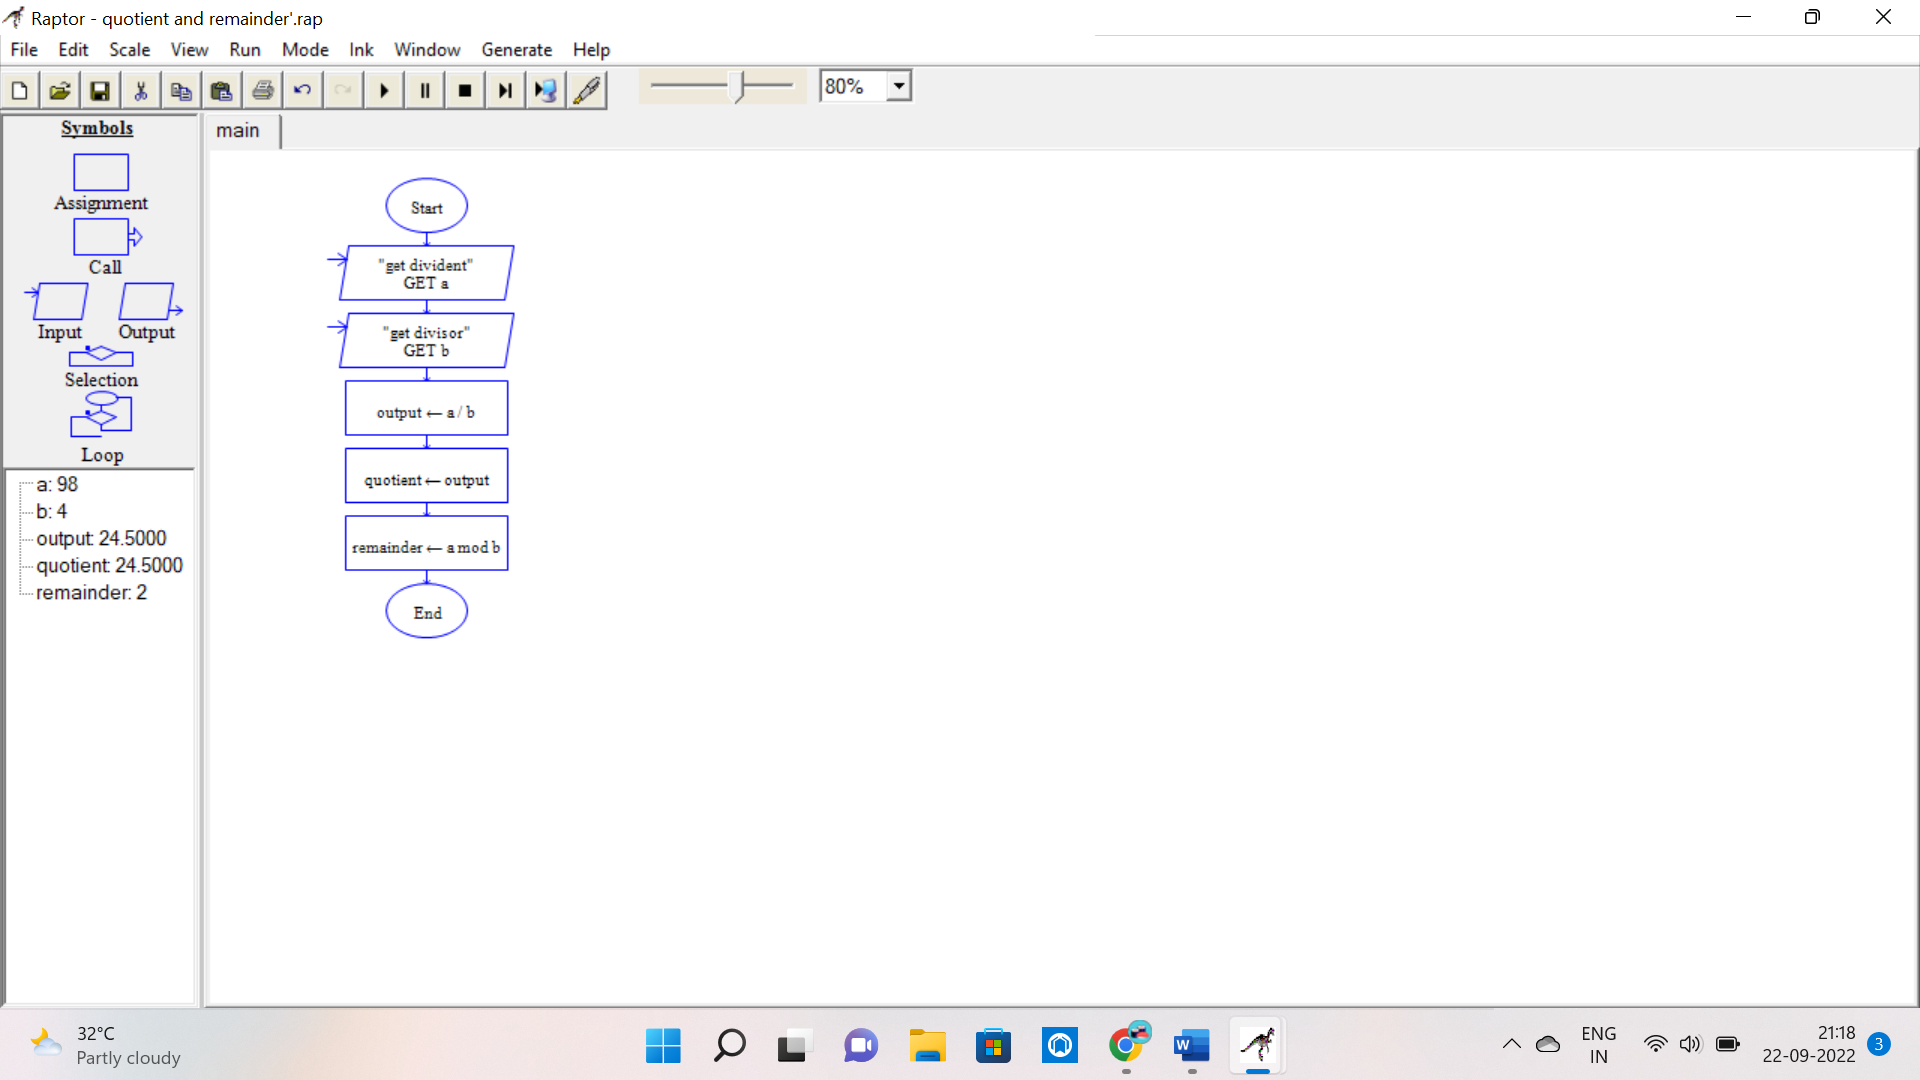 Raptor - quotient and remainder'.rap
File Edit Scale View Run Mode Ink Window Generate Help
80%
Symbols
Assignment
Call
Input Output
Selection
Loop
a: 98
b: 4
output: 24.5000
quotient: 24.5000
remainder: 2
main
Start
"get divident"
GET a
"get divisor"
GET b
output ← a / b
quotient ← output
remainder ← a mod b
End
32°C
Partly cloudy
W
ENG
IN
21:18
22-09-2022
3